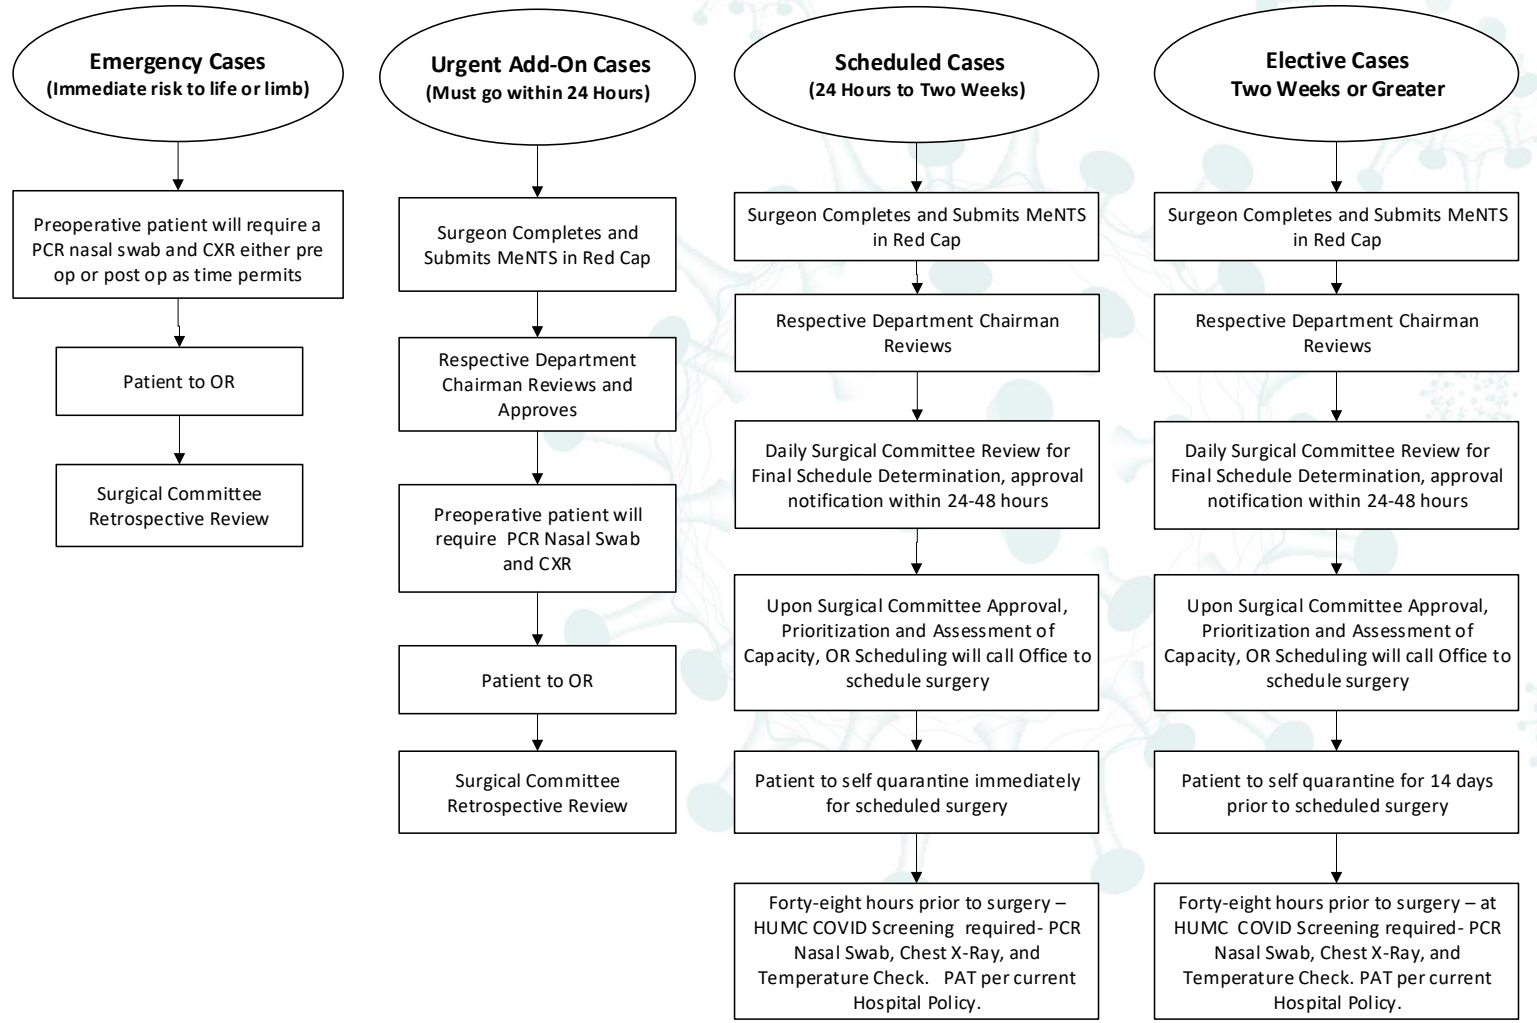 Emergency Cases
(Immediate risk to life or limb)
Preoperative patient will require a
PCR nasal swab and CXR either pre
op or post op as time permits
Patient to OR
Surgical Committee
Retrospective Review
Urgent Add-On Cases
(Must go within 24 Hours)
Surgeon Completes and
Submits MeNTS in Red Cap
Respective Department
Chairman Reviews and
Approves
Preoperative patient will
require PCR Nasal Swab
and CXR
Patient to OR
Surgical Committee
Retrospective Review
Scheduled Cases
(24 Hours to Two Weeks)
Surgeon Completes and Submits MeNTS
in Red Cap
Respective Department Chairman
Reviews
Daily Surgical Committee Review for
Final Schedule Determination, approval
notification within 24-48 hours
Upon Surgical Committee Approval,
Prioritization and Assessment of
Capacity, OR Scheduling will call Office to
schedule surgery
Patient to self quarantine immediately
for scheduled surgery
Forty-eight hours prior to surgery –
HUMC COVID Screening required- PCR
Nasal Swab, Chest X-Ray, and
Temperature Check. PAT per current
Hospital Policy.
Elective Cases
Two Weeks or Greater
Surgeon Completes and Submits MeNTS
in Red Cap
Respective Department Chairman
Reviews
Daily Surgical Committee Review for
Final Schedule Determination, approval
notification within 24-48 hours
Upon Surgical Committee Approval,
Prioritization and Assessment of
Capacity, OR Scheduling will call Office to
schedule surgery
Patient to self quarantine for 14 days
prior to scheduled surgery
Forty-eight hours prior to surgery – at
HUMC COVID Screening required- PCR
Nasal Swab, Chest X-Ray, and
Temperature Check. PAT per current
Hospital Policy.